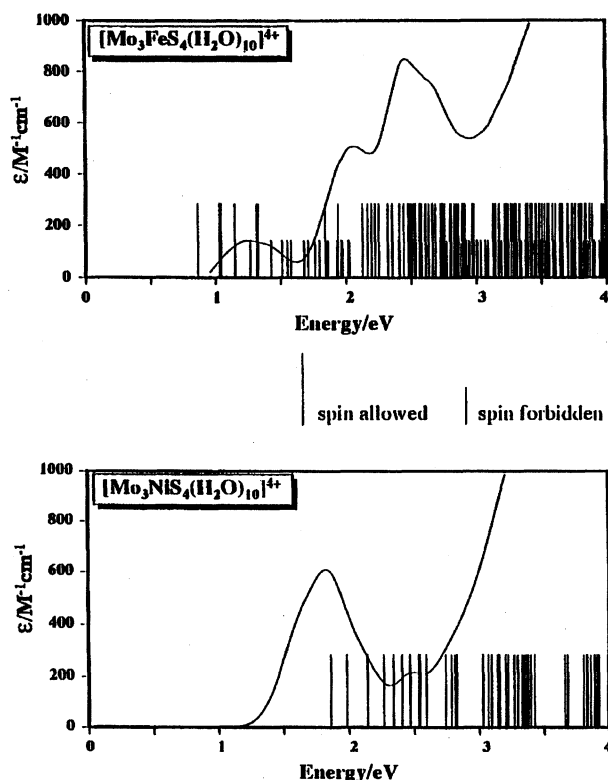 [Mo₃FeS₄(H₂O)₁₀]⁴⁺
1000
800
600
400
200
0
ε/M⁻¹cm⁻¹
0 1 2 3 4
Energy/eV
spin allowed spin forbidden
[Mo₃NiS₄(H₂O)₁₀]⁴⁺
1000
800
600
400
200
0
ε/M⁻¹cm⁻¹
0 1 2 3 4
Energy/eV